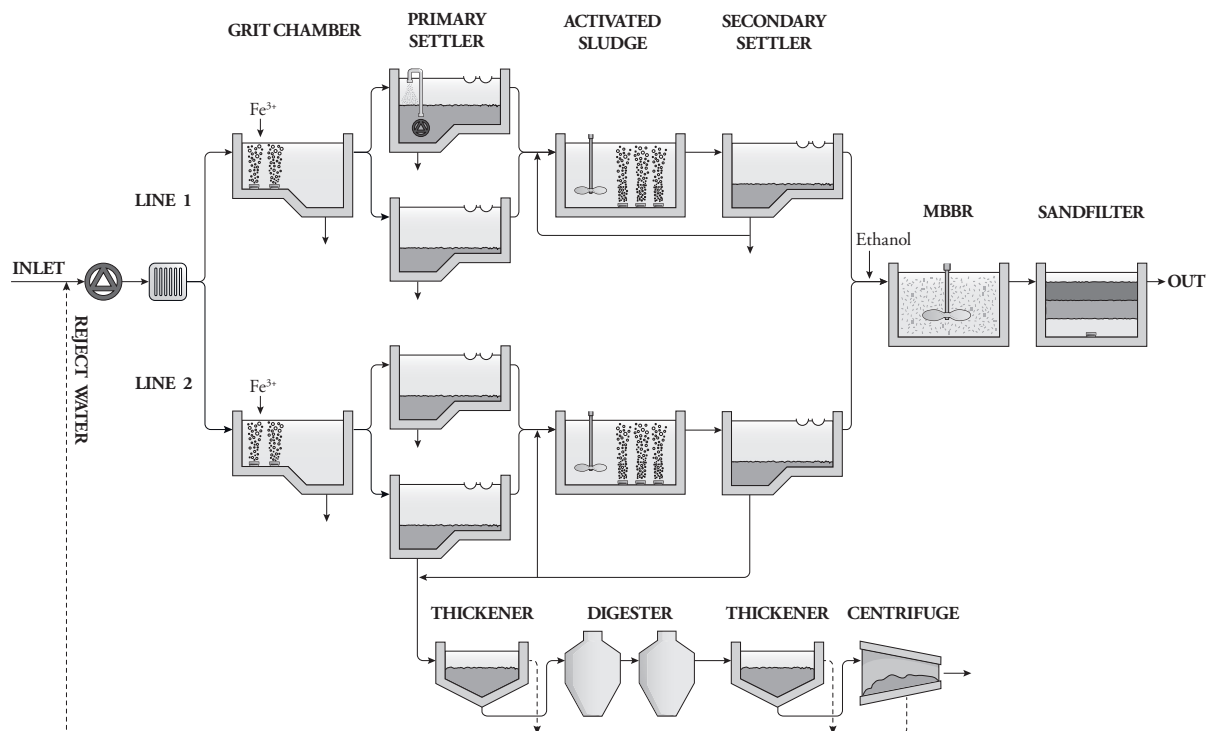 GRIT CHAMBER
PRIMARY
SETTLER
ACTIVATED
SLUDGE
SECONDARY
SETTLER
Fe³⁺
LINE 1
MBBR
SANDFILTER
Ethanol
INLET
OUT
REJECT WATER
LINE 2
Fe³⁺
THICKENER
DIGESTER
THICKENER
CENTRIFUGE